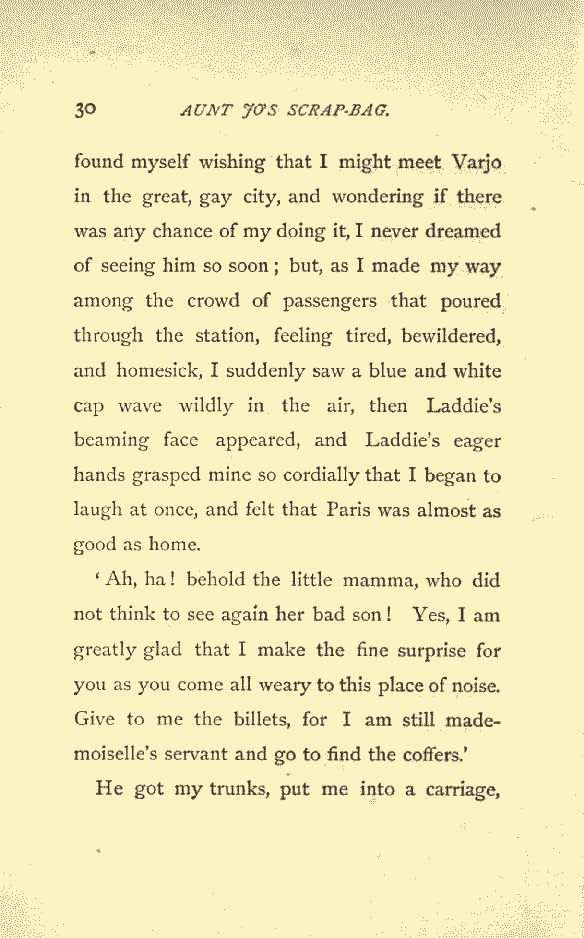 30 AUNT JO'S SCRAP-BAG.
found myself wishing that I might meet Varjo
in the great, gay city, and wondering if there
was any chance of my doing it, I never dreamed
of seeing him so soon; but, as I made my way
among the crowd of passengers that poured
through the station, feeling tired, bewildered,
and homesick, I suddenly saw a blue and white
cap wave wildly in the air, then Laddie's
beaming face appeared, and Laddie's eager
hands grasped mine so cordially that I began to
laugh at once, and felt that Paris was almost as
good as home.
'Ah, ha! behold the little mamma, who did
not think to see again her bad son! Yes, I am
greatly glad that I make the fine surprise for
you as you come all weary to this place of noise.
Give to me the billets, for I am still made-
moiselle's servant and go to find the coffers.'
He got my trunks, put me into a carriage,